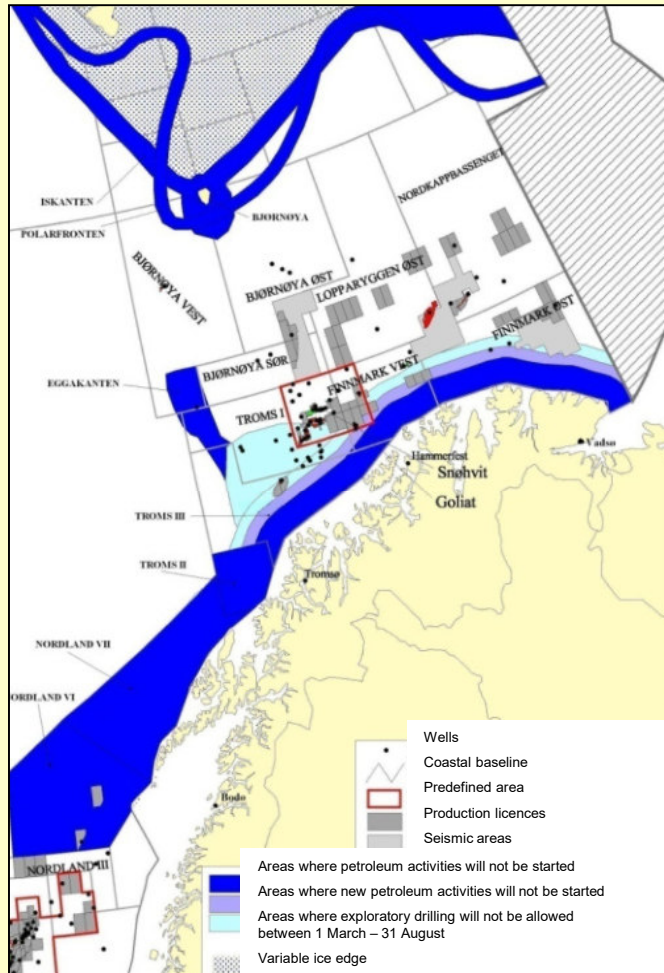 NORDKAPPBASSENGET
ISKANTEN
POLARFRONTEN
BJØRNØYA
BJØRNØYA VEST
BJØRNØYA ØST
LOPPARYGGEN ØST
FINNMARK ØST
BJØRNØYA SØR
FINNMARK VEST
EGGAKANTEN
TROMS I
Vadsø
Hammerfest
Snøhvit
Goliat
TROMS III
TROMS II
Tromsø
NORDLAND VII
ORDLAND VI
Bodø
NORDLAND III
Wells
Coastal baseline
Predefined area
Production licences
Seismic areas
Areas where petroleum activities will not be started
Areas where new petroleum activities will not be started
Areas where exploratory drilling will not be allowed
between 1 March – 31 August
Variable ice edge